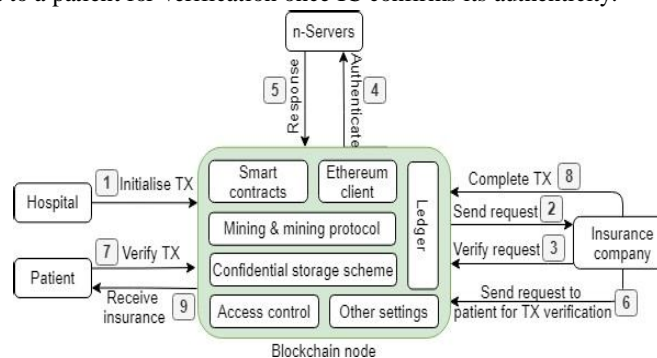 to a patient for verification once IC confirms its authenticity.
n-Servers
5
Response
Authenticate
4
Smart
contracts
Ethereum
client
Ledger
Mining & mining protocol
Confidential storage scheme
Access control
Other settings
Blockchain node
Hospital
1
Initialise TX
Patient
7
Verify TX
Receive
insurance
9
Complete TX
8
Send request
2
Verify request
3
Insurance
company
Send request to
patient for TX verification
6